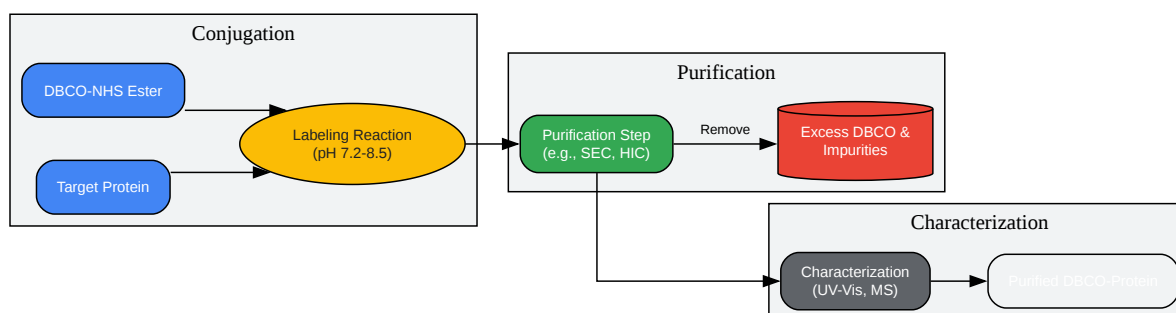 Conjugation
DBCO-NHS Ester
Target Protein
Labeling Reaction
(pH 7.2-8.5)
Purification
Purification Step
(e.g., SEC, HIC)
Remove
Excess DBCO &
Impurities
Characterization
Characterization
(UV-Vis, MS)
Purified DBCO-Protein